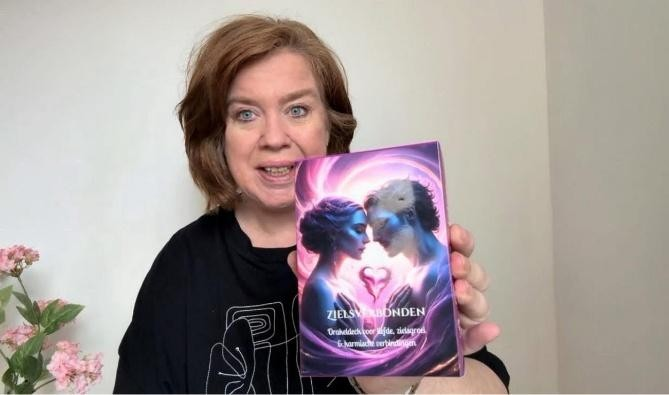 ZIELSVERBONDEN
Orakeldeck voor liefde, zielsgroei,
& karmische verbindingen